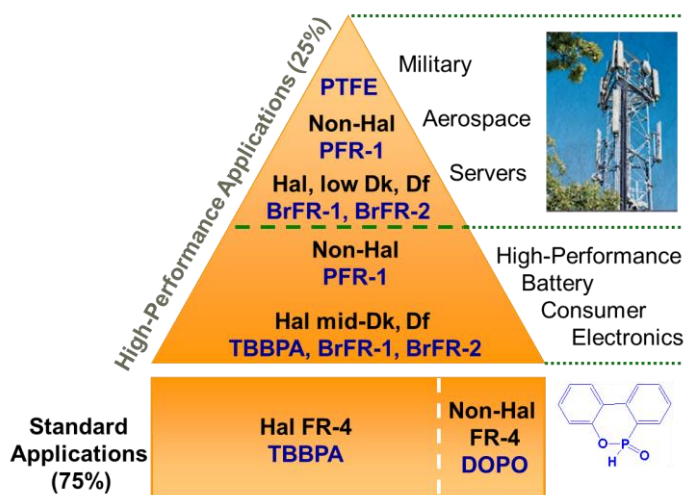 High-Performance Applications (25%)
PTFE
Military
Non-Hal
PFR-1
Aerospace
Hal, low Dk, Df
BrFR-1, BrFR-2
Servers
Non-Hal
PFR-1
High-Performance
Battery
Consumer
Electronics
Hal mid-Dk, Df
TBBPA, BrFR-1, BrFR-2
Standard
Applications
(75%)
Hal FR-4
TBBPA
Non-Hal
FR-4
DOPO
O
P
O
H